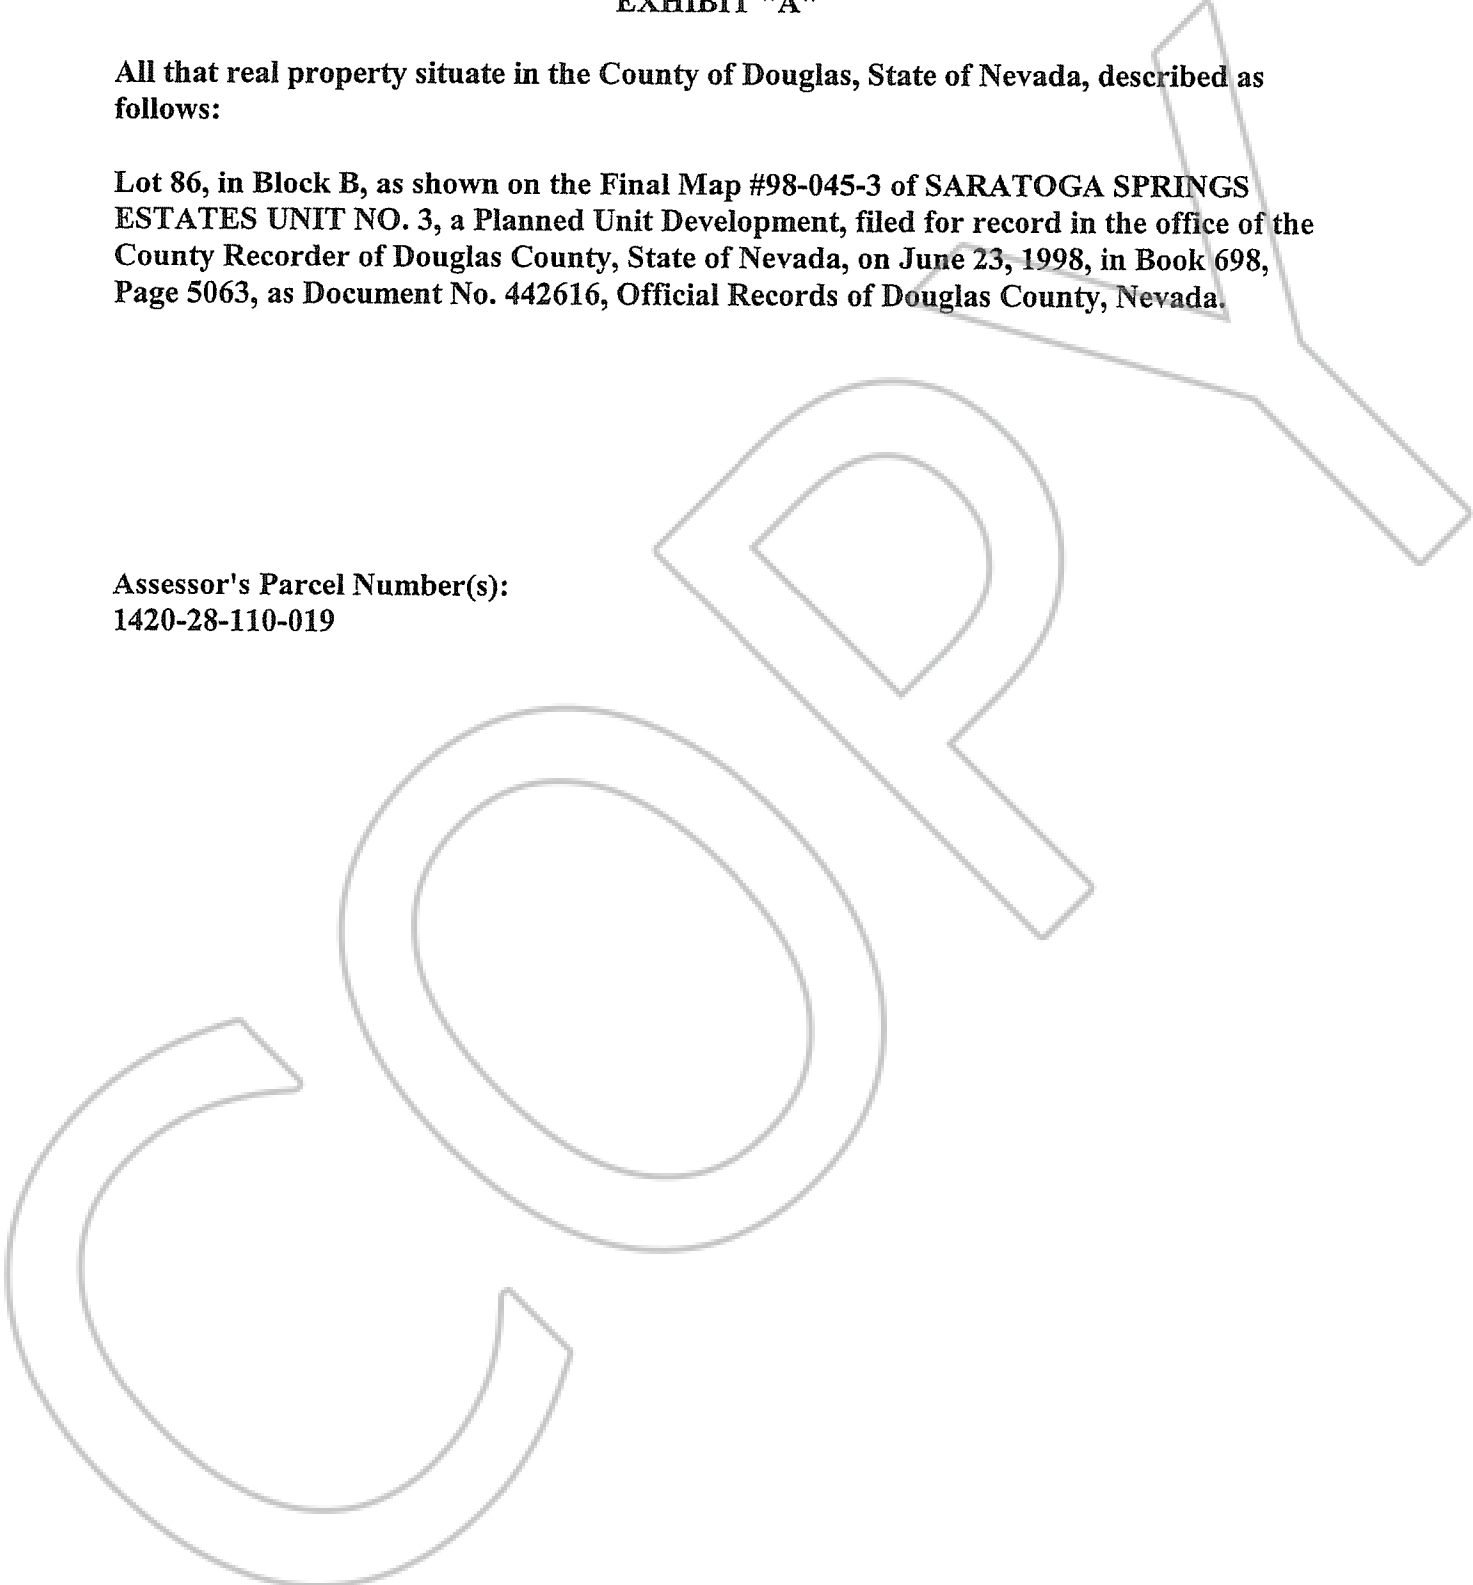 EXHIBIT "A"
All that real property situate in the County of Douglas, State of Nevada, described as
follows:
Lot 86, in Block B, as shown on the Final Map #98-045-3 of SARATOGA SPRINGS
ESTATES UNIT NO. 3, a Planned Unit Development, filed for record in the office of the
County Recorder of Douglas County, State of Nevada, on June 23, 1998, in Book 698,
Page 5063, as Document No. 442616, Official Records of Douglas County, Nevada.
Assessor's Parcel Number(s):
1420-28-110-019
COPY